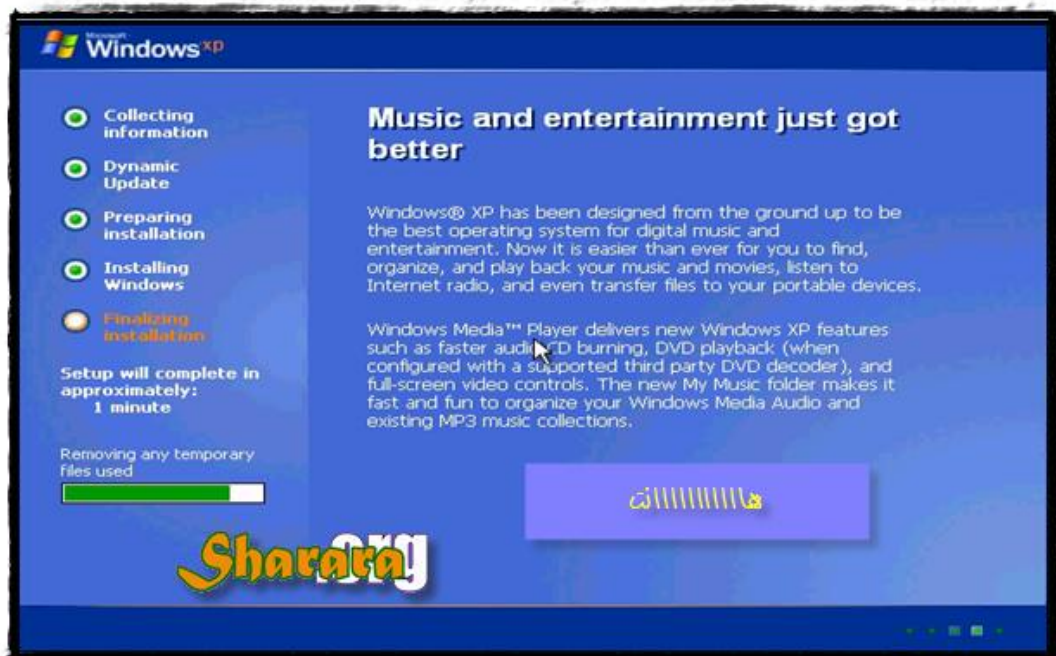 Microsoft
Windows xp
Collecting
information
Dynamic
Update
Preparing
installation
Installing
Windows
Finalizing
installation
Setup will complete in
approximately:
1 minute
Removing any temporary
files used
Music and entertainment just got
better
Windows® XP has been designed from the ground up to be
the best operating system for digital music and
entertainment. Now it is easier than ever for you to find,
organize, and play back your music and movies, listen to
Internet radio, and even transfer files to your portable devices.
Windows Media™ Player delivers new Windows XP features
such as faster audio CD burning, DVD playback (when
configured with a supported third party DVD decoder), and
full-screen video controls. The new My Music folder makes it
fast and fun to organize your Windows Media Audio and
existing MP3 music collections.
هااااااااااانت
Sharara.org